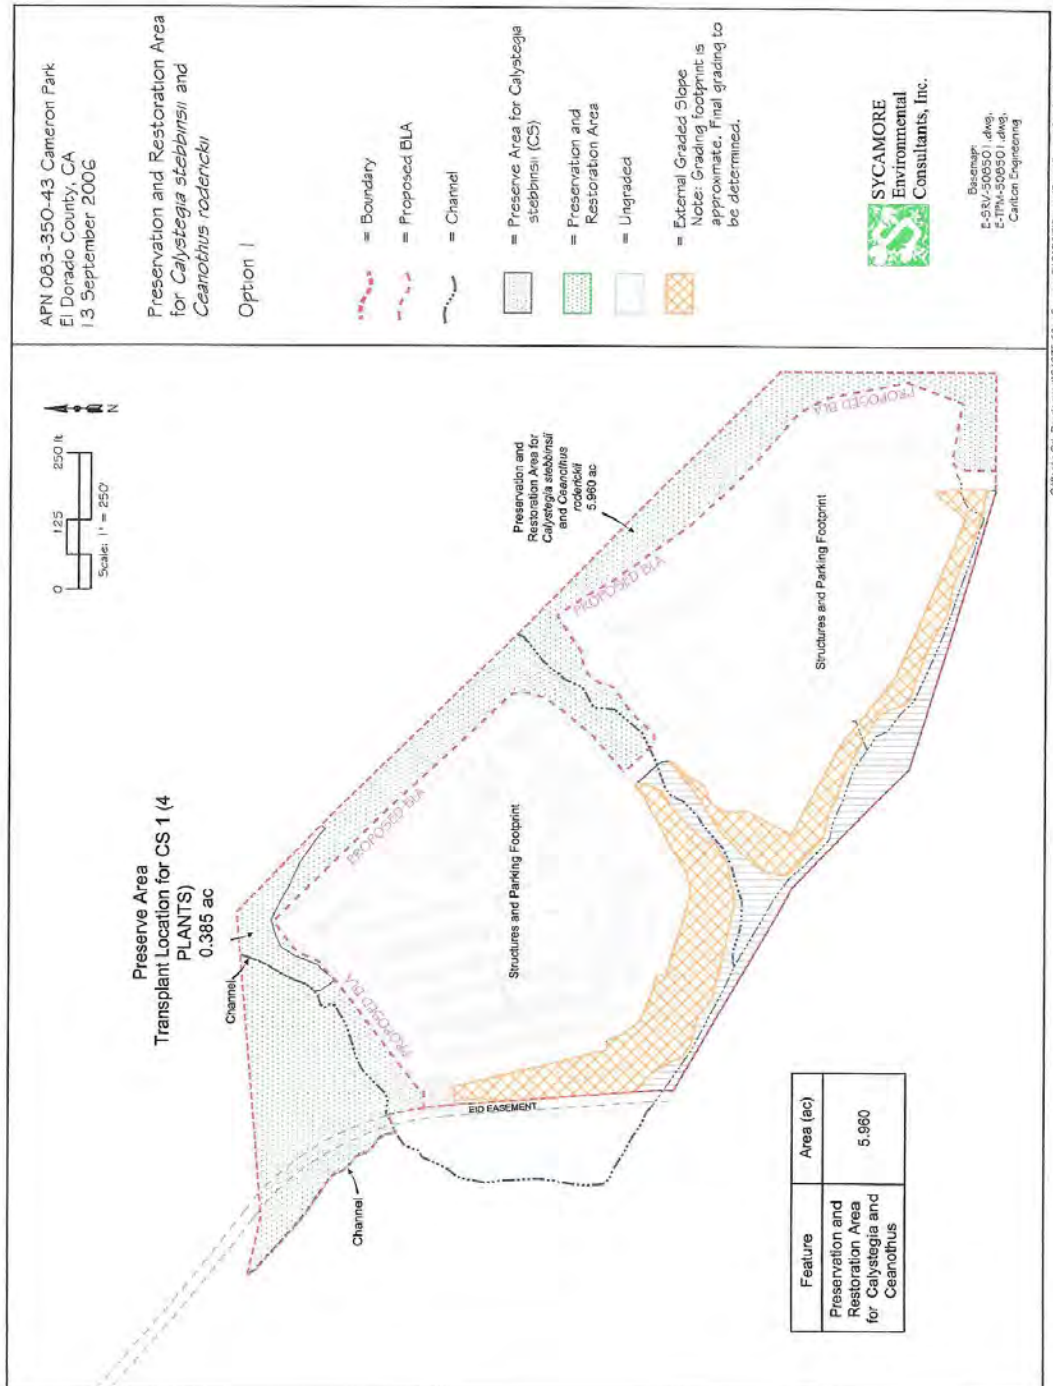 APN 083-350-43 Cameron Park
El Dorado County, CA
13 September 2006
Preservation and Restoration Area
for Calystegia stebbinsii and
Ceanothus roderickii
Option 1
= Boundary
= Proposed BLA
= Channel
= Preserve Area for Calystegia
stebbinsii (CS)
= Preservation and
Restoration Area
= Ungraded
= External Graded Slope
Note: Grading footprint is
approximate. Final grading to
be determined.
SYCAMORE
Environmental
Consultants, Inc.
Basemap:
E-SRV-508501.dwg,
E-TPM-508501.dwg,
Carlton Engineering
0 125 250 ft
Scale: 1" = 250'
N
Preserve Area
Transplant Location for CS 1 (4
PLANTS)
0.385 ac
Channel
Preservation and
Restoration Area for
Calystegia stebbinsii
and Ceanothus
roderickii
5.960 ac
PROPOSED BLA
PROPOSED BLA
PROPOSED BLA
PROPOSED BLA
Structures and Parking Footprint
Structures and Parking Footprint
EID EASEMENT
Channel
Feature Area (ac)
Preservation and
Restoration Area
for Calystegia and
Ceanothus
5.960